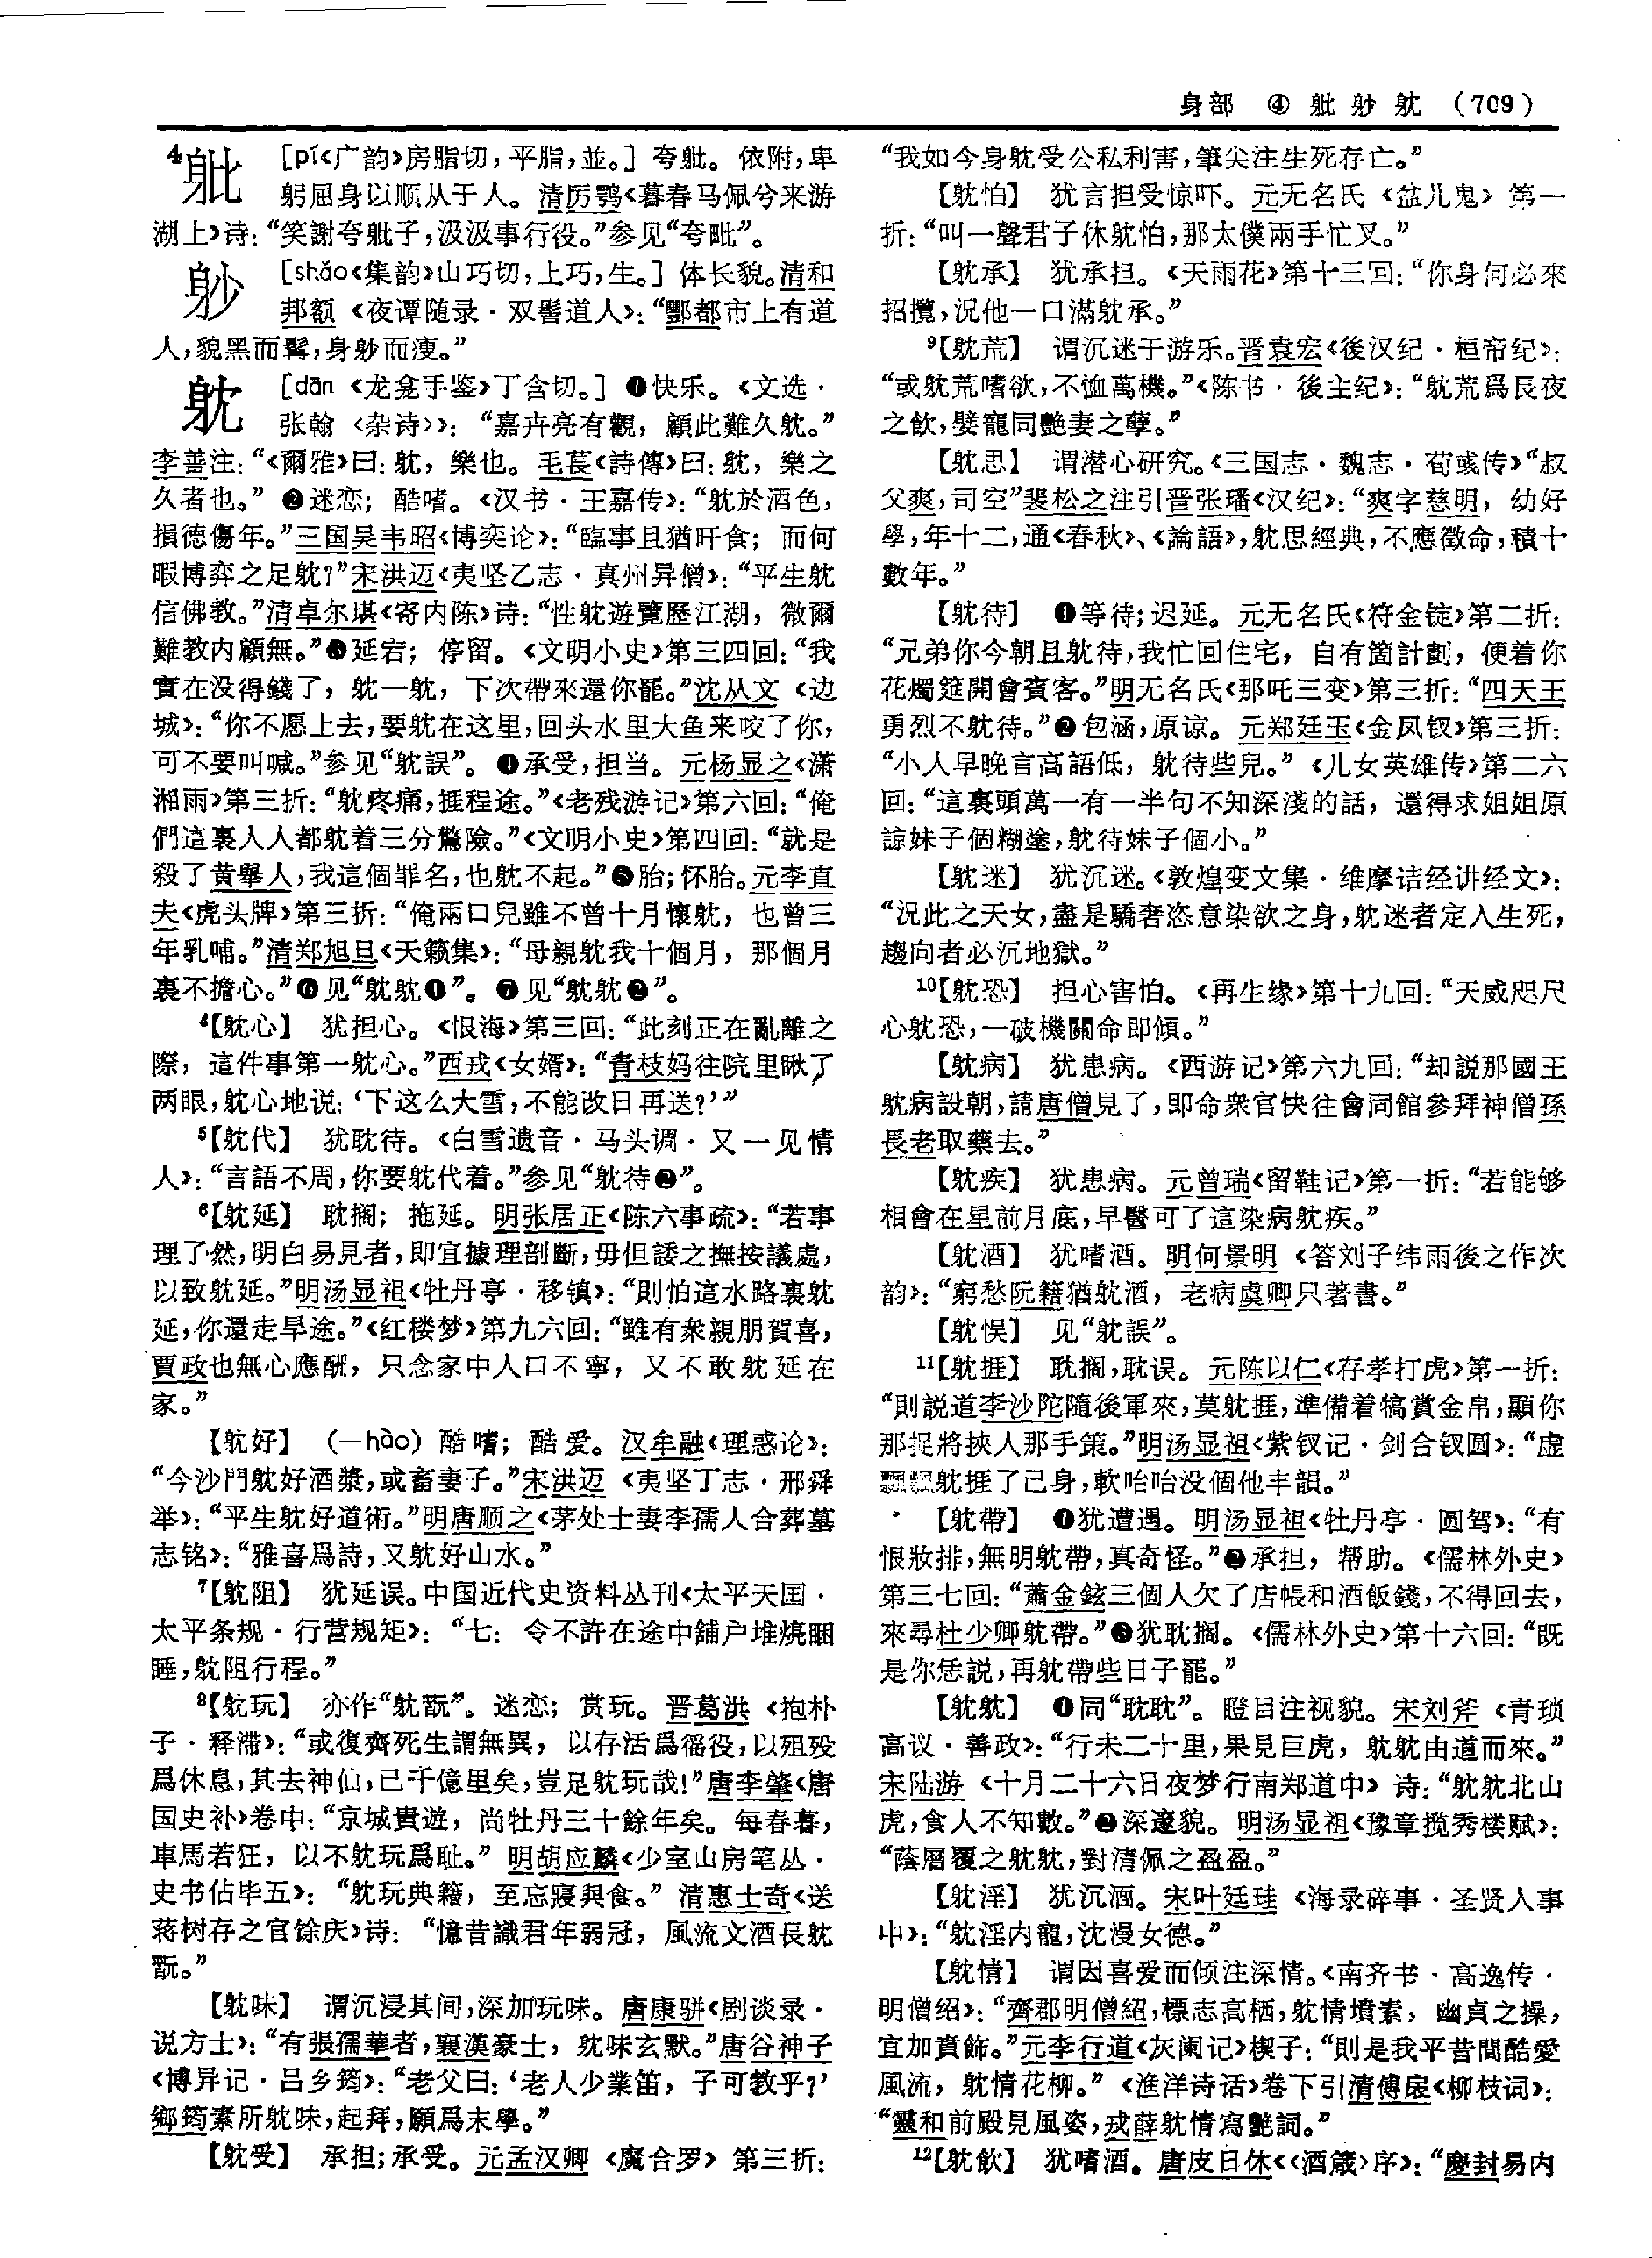 身部 ④ 躯 䠿 躭 (709)
⁴躮 [pí《广韵》房脂切,平脂,並。] 夸躮。依附,卑
躬屈身以顺从于人。清厉鹗《暮春马佩兮来游
湖上》诗:“笑謝夸躮子,汲汲事行役。”参见“夸毗”。
[shǎo《集韵》山巧切,上巧,生。] 体长貌。清和
邦额《夜谭随录·双髻道人》:“酆都市上有道
人,貌黑而髯,身而瘦。”
躭 [dān《龙龛手鉴》丁含切。] ❶快乐。《文选·
张翰〈杂诗〉》:“嘉卉亮有觀,顧此難久躭。”
李善注:“《爾雅》曰:躭,樂也。毛萇《詩傳》曰:躭,樂之
久者也。” ❷迷恋;酷嗜。《汉书·王嘉传》:“躭於酒色,
損德傷年。”三国吴韦昭《博奕论》:“臨事且猶旰食;而何
暇博弈之足躭?”宋洪迈《夷坚乙志·真州异僧》:“平生躭
信佛教。”清卓尔堪《寄内陈》诗:“性躭遊覽歷江湖,微爾
難教内顧無。”❸延宕;停留。《文明小史》第三四回:“我
實在没得錢了,躭一躭,下次帶來還你罷。”沈从文《边
城》:“你不愿上去,要躭在这里,回头水里大鱼来咬了你,
可不要叫喊。”参见“躭誤”。❹承受,担当。元杨显之《潇
湘雨》第三折:“躭疼痛,捱程途。”《老残游记》第六回:“俺
們這裏人人都躭着三分驚險。”《文明小史》第四回:“就是
殺了黄舉人,我這個罪名,也躭不起。”❺胎;怀胎。元李直
夫《虎头牌》第三折:“俺兩口兒雖不曾十月懷躭,也曾三
年乳哺。”清郑旭旦《天籁集》:“母親躭我十個月,那個月
裏不擔心。”❻见“躭躭❶”。❼见“躭躭❷”。
⁴【躭心】 犹担心。《恨海》第三回:“此刻正在亂離之
際,這件事第一躭心。”西戎《女婿》:“青枝妈往院里瞅了
两眼,躭心地说:‘下这么大雪,不能改日再送?’”
⁵【躭代】 犹耽待。《白雪遗音·马头调·又一见情
人》:“言語不周,你要躭代着。”参见“躭待❷”。
⁶【躭延】 耽搁;拖延。明张居正《陈六事疏》:“若事
理了然,明白易見者,即宜據理剖斷,毋但諉之撫按議處,
以致躭延。”明汤显祖《牡丹亭·移镇》:“則怕這水路裏躭
延,你還走旱途。”《红楼梦》第九六回:“雖有衆親朋賀喜,
賈政也無心應酬,只念家中人口不寧,又不敢躭延在
家。”
【躭好】 (—hào) 酷嗜;酷爱。汉牟融《理惑论》:
“今沙門躭好酒漿,或畜妻子。”宋洪迈《夷坚丁志·邢舜
举》:“平生躭好道術。”明唐顺之《茅处士妻李孺人合葬墓
志铭》:“雅喜爲詩,又躭好山水。”
⁷【躭阻】 犹延误。中国近代史资料丛刊《太平天国·
太平条规·行营规矩》:“七:令不許在途中鋪户堆燒睏
睡,躭阻行程。”
⁸【躭玩】 亦作“躭翫”。迷恋;赏玩。晋葛洪《抱朴
子·释滞》:“或復齊死生謂無異,以存活爲徭役,以殂殁
爲休息,其去神仙,已千億里矣,豈足躭玩哉!”唐李肇《唐
国史补》卷中:“京城貴遊,尚牡丹三十餘年矣。每春暮,
車馬若狂,以不躭玩爲耻。”明胡应麟《少室山房笔丛·
史书佔毕五》:“躭玩典籍,至忘寢與食。”清惠士奇《送
蒋树存之官馀庆》诗:“憶昔識君年弱冠,風流文酒長躭
翫。”
【躭味】 谓沉浸其间,深加玩味。唐康骈《剧谈录·
说方士》:“有張孺華者,襄漢豪士,躭味玄默。”唐谷神子
《博异记·吕乡筠》:“老父曰:‘老人少業笛,子可教乎?’
鄉筠素所躭味,起拜,願爲末學。”
【躭受】 承担;承受。元孟汉卿《魔合罗》第三折:
“我如今身躭受公私利害,筆尖注生死存亡。”
【躭怕】 犹言担受惊吓。元无名氏《盆儿鬼》第一
折:“叫一聲君子休躭怕,那太僕兩手忙叉。”
【躭承】 犹承担。《天雨花》第十三回:“你身何必來
招攬,況他一口滿躭承。”
⁹【躭荒】 谓沉迷于游乐。晋袁宏《後汉纪·桓帝纪》:
“或躭荒嗜欲,不恤萬機。”《陈书·後主纪》:“躭荒爲長夜
之飲,嬖寵同艷妻之孽。”
【躭思】 谓潜心研究。《三国志·魏志·荀彧传》“叔
父爽,司空”裴松之注引晋张璠《汉纪》:“爽字慈明,幼好
學,年十二,通《春秋》、《論語》,躭思經典,不應徵命,積十
數年。”
【躭待】 ❶等待;迟延。元无名氏《符金锭》第二折:
“兄弟你今朝且躭待,我忙回住宅,自有箇計劃,便着你
花燭筵開會賓客。”明无名氏《那吒三变》第三折:“四天王
勇烈不躭待。”❷包涵,原谅。元郑廷玉《金凤钗》第三折:
“小人早晚言高語低,躭待些兒。”《儿女英雄传》第二六
回:“這裏頭萬一有一半句不知深淺的話,還得求姐姐原
諒妹子個糊塗,躭待妹子個小。”
【躭迷】 犹沉迷。《敦煌变文集·维摩诘经讲经文》:
“況此之天女,盡是驕奢恣意染欲之身,躭迷者定入生死,
趨向者必沉地獄。”
¹⁰【躭恐】 担心害怕。《再生缘》第十九回:“天威咫尺
心躭恐,一破機關命即傾。”
【躭病】 犹患病。《西游记》第六九回:“却説那國王
躭病設朝,請唐僧見了,即命衆官快往會同館參拜神僧孫
長老取藥去。”
【躭疾】 犹患病。元曾瑞《留鞋记》第一折:“若能够
相會在星前月底,早醫可了這染病躭疾。”
【躭酒】 犹嗜酒。明何景明《答刘子纬雨後之作次
韵》:“窮愁阮籍猶躭酒,老病虞卿只著書。”
【躭悮】 见“躭誤”。
¹¹【躭捱】 耽搁,耽误。元陈以仁《存孝打虎》第一折:
“則説道李沙陀隨後軍來,莫躭捱,準備着犒賞金帛,顯你
那捉將挾人那手策。”明汤显祖《紫钗记·剑合钗圆》:“虚
躭捱了己身,軟咍咍没個他丰韻。”
【躭帶】 ❶犹遭遇。明汤显祖《牡丹亭·圆驾》:“有
恨妝排,無明躭帶,真奇怪。”❷承担,帮助。《儒林外史》
第三七回:“蕭金鉉三個人欠了店帳和酒飯錢,不得回去,
來尋杜少卿躭帶。”❸犹耽搁。《儒林外史》第十六回:“既
是你恁説,再躭帶些日子罷。”
【躭躭】 ❶同“耽耽”。瞪目注视貌。宋刘斧《青琐
高议·善政》:“行未二十里,果見巨虎,躭躭由道而來。”
宋陆游《十月二十六日夜梦行南郑道中》诗:“躭躭北山
虎,食人不知數。”❷深邃貌。明汤显祖《豫章揽秀楼赋》:
“蔭層覆之躭躭,對清佩之盈盈。”
【躭淫】 犹沉湎。宋叶廷珪《海录碎事·圣贤人事
中》:“躭淫内寵,沈漫女德。”
【躭情】 谓因喜爱而倾注深情。《南齐书·高逸传·
明僧绍》:“齊郡明僧紹,標志高栖,躭情墳素,幽貞之操,
宜加賁飾。”元李行道《灰阑记》楔子:“則是我平昔間酷愛
風流,躭情花柳。”《渔洋诗话》卷下引清傅扆《柳枝词》:
“靈和前殿見風姿,戎薛躭情寫艷詞。”
¹²【躭飲】 犹嗜酒。唐皮日休《〈酒箴〉序》:“慶封易内